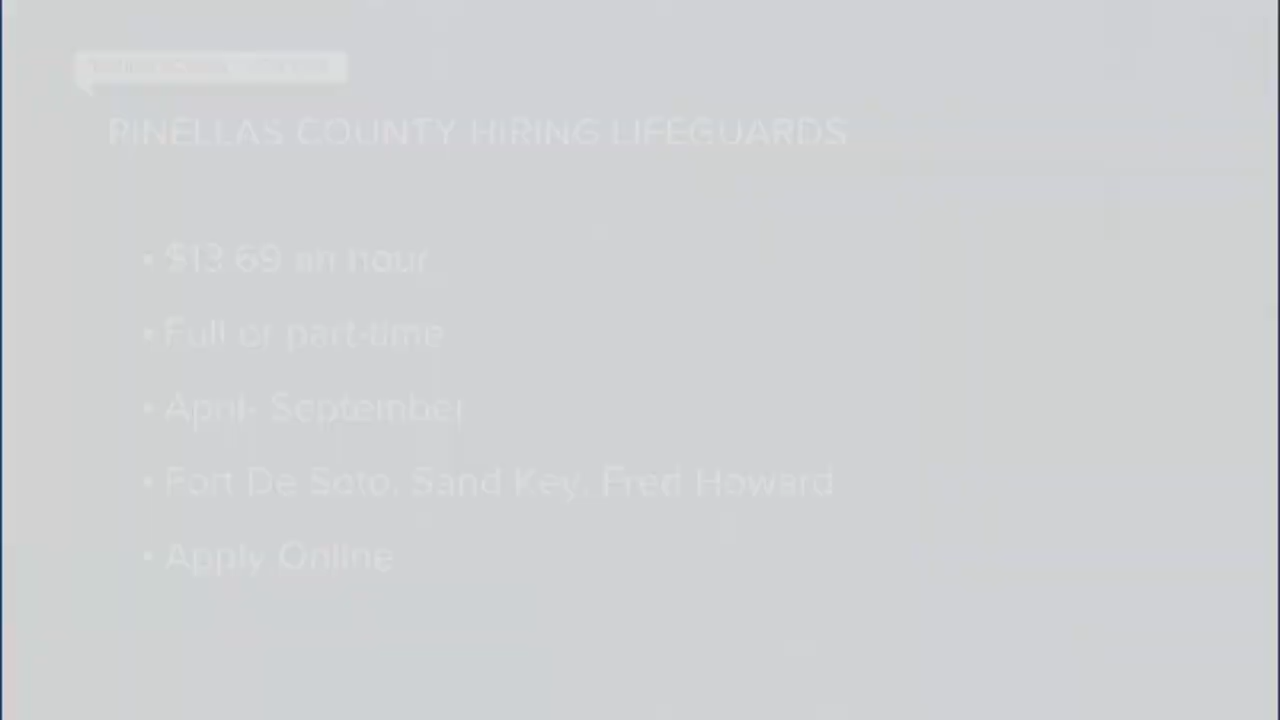 PINELLAS COUNTY HIRING LIFEGUARDS
• $13.69 an hour
• Full or part-time
• April- September
• Fort De Soto, Sand Key, Fred Howard
• Apply Online